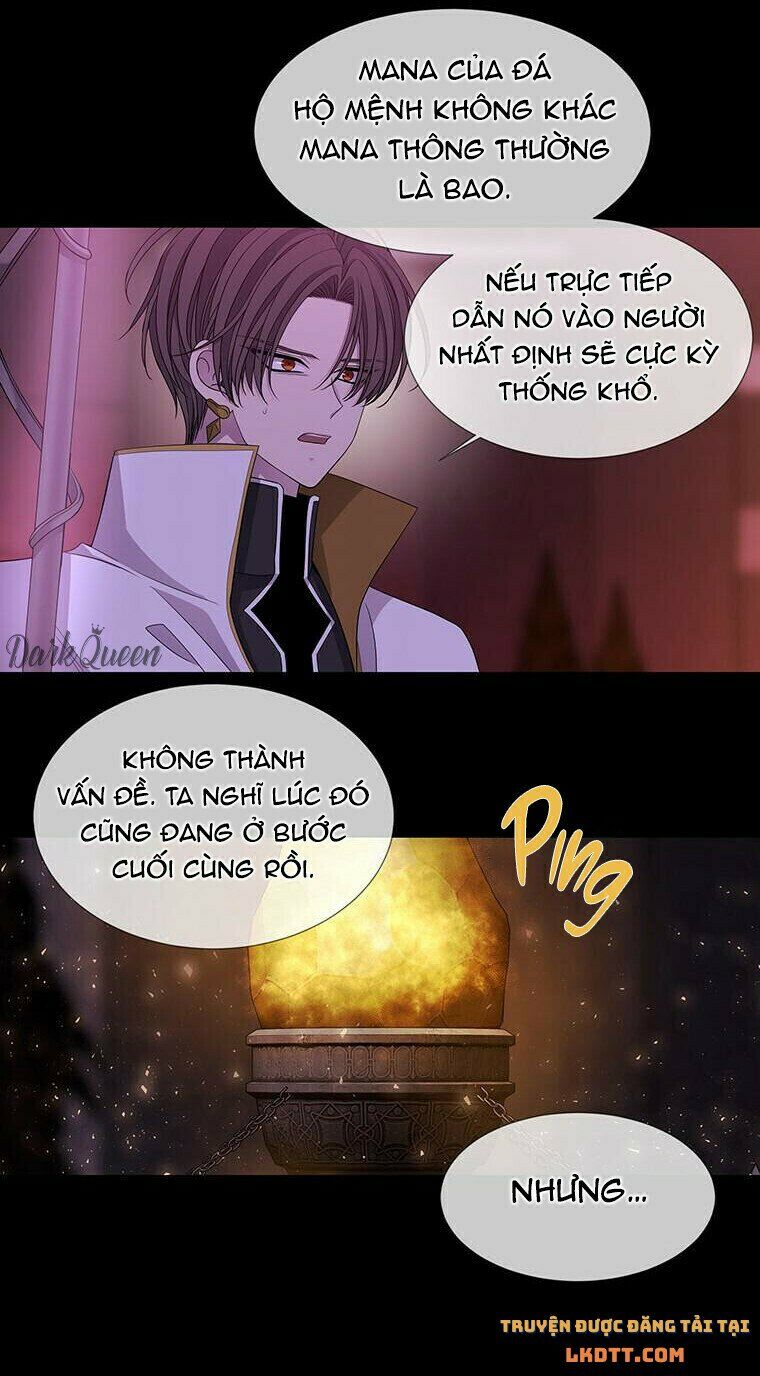 MANA CỦA ĐÁ
HỘ MỆNH KHÔNG KHÁC
MANA THÔNG THƯỜNG
LÀ BAO.
NẾU TRỰC TIẾP
DẪN NÓ VÀO NGƯỜI
NHẤT ĐỊNH SẼ CỰC KỲ
THỐNG KHỔ.
DarkQueen
KHÔNG THÀNH
VẤN ĐỀ. TA NGHĨ LÚC ĐÓ
CŨNG ĐANG Ở BƯỚC
CUỐI CÙNG RỒI.
Ping
NHƯNG...
TRUYỆN ĐƯỢC ĐĂNG TẢI TẠI
LKDTT.COM